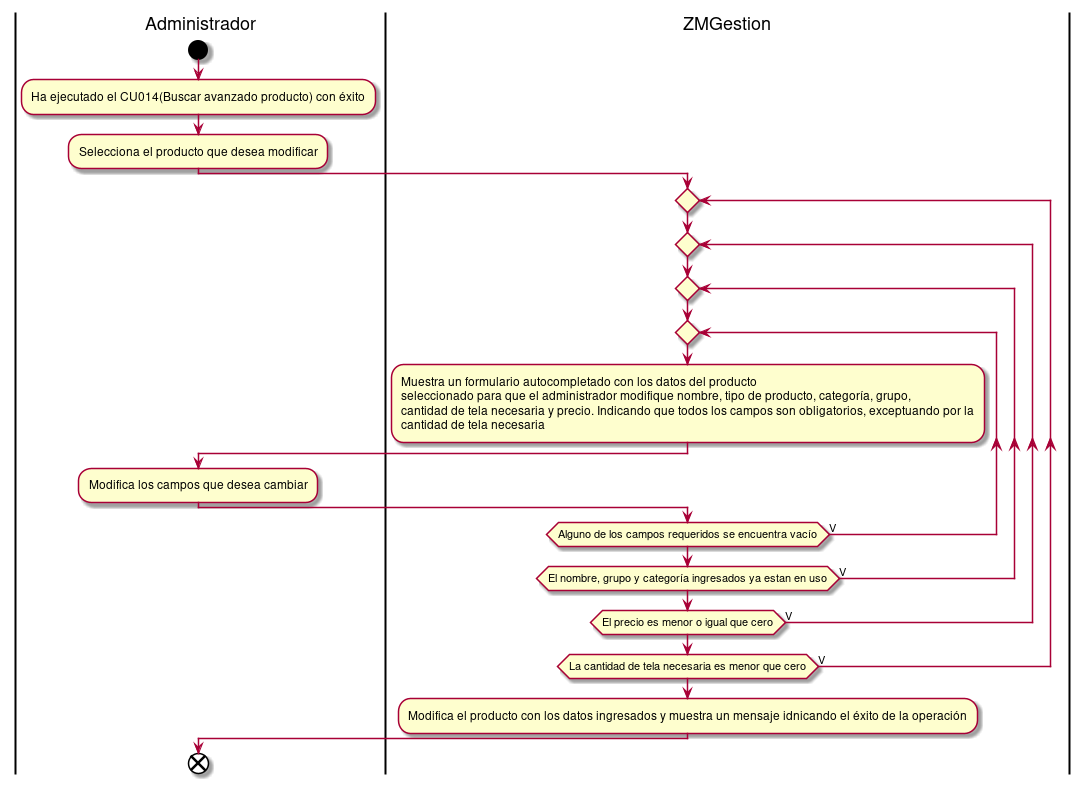 Administrador
ZMGestion
Ha ejecutado el CU014(Buscar avanzado producto) con éxito
Selecciona el producto que desea modificar
Muestra un formulario autocompletado con los datos del producto
seleccionado para que el administrador modifique nombre, tipo de producto, categoría, grupo,
cantidad de tela necesaria y precio. Indicando que todos los campos son obligatorios, exceptuando por la
cantidad de tela necesaria
Modifica los campos que desea cambiar
Alguno de los campos requeridos se encuentra vacío
V
El nombre, grupo y categoría ingresados ya estan en uso
V
El precio es menor o igual que cero
V
La cantidad de tela necesaria es menor que cero
V
Modifica el producto con los datos ingresados y muestra un mensaje idnicando el éxito de la operación